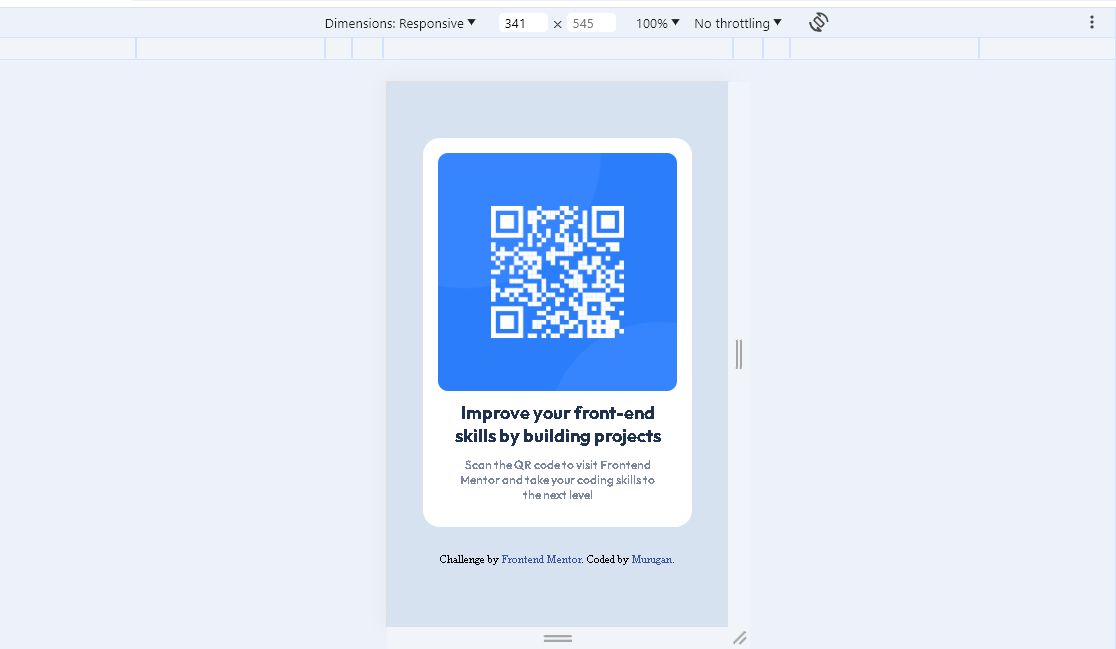 Dimensions: Responsive ▼ 341 × 545 100% ▼ No throttling ▼
Improve your front-end
skills by building projects
Scan the QR code to visit Frontend
Mentor and take your coding skills to
the next level
Challenge by Frontend Mentor. Coded by Murugan.